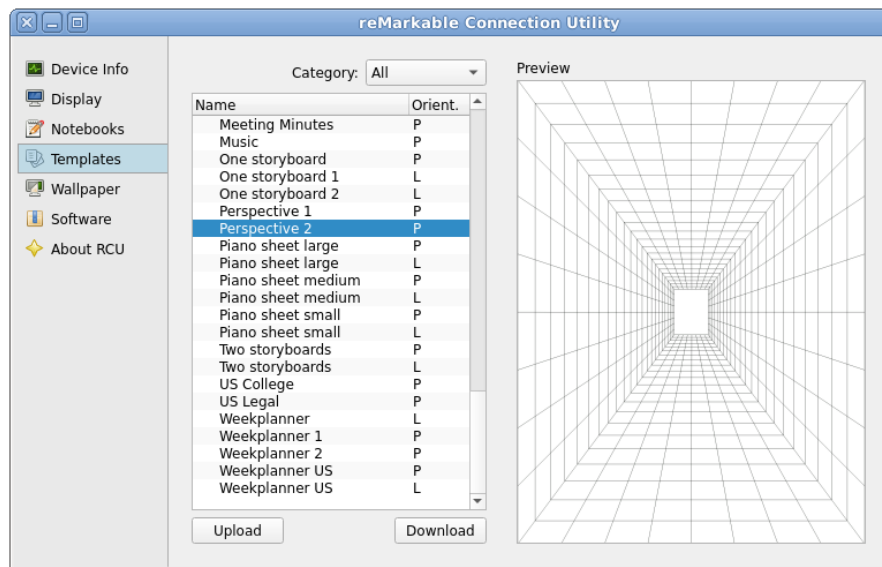 reMarkable Connection Utility
Device Info
Display
Notebooks
Templates
Wallpaper
Software
About RCU
Category: All
Name Orient.
Meeting Minutes P
Music P
One storyboard P
One storyboard 1 L
One storyboard 2 L
Perspective 1 P
Perspective 2 P
Piano sheet large P
Piano sheet large L
Piano sheet medium P
Piano sheet medium L
Piano sheet small P
Piano sheet small L
Two storyboards P
Two storyboards L
US College P
US Legal P
Weekplanner L
Weekplanner 1 P
Weekplanner 2 P
Weekplanner US P
Weekplanner US L
Upload Download
Preview